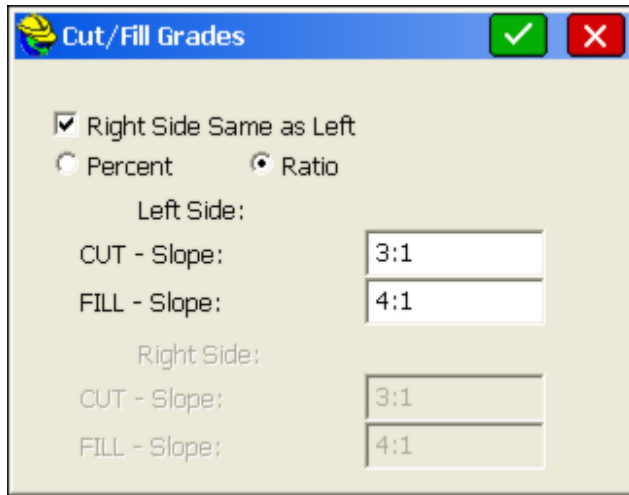 Cut/Fill Grades
Right Side Same as Left
Percent Ratio
Left Side:
CUT - Slope: 3:1
FILL - Slope: 4:1
Right Side:
CUT - Slope: 3:1
FILL - Slope: 4:1